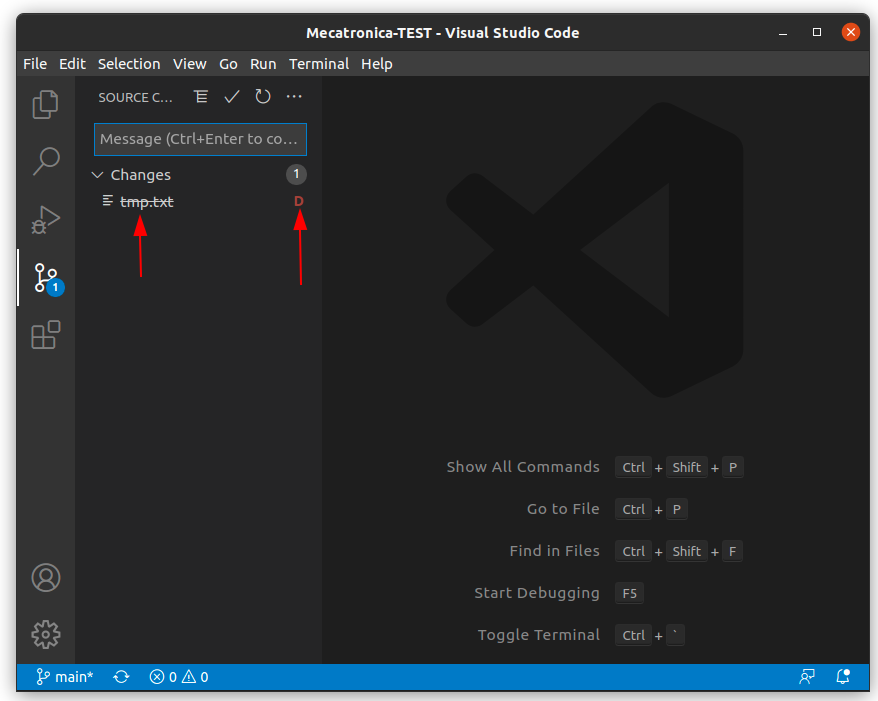 Mecatronica-TEST - Visual Studio Code
File Edit Selection View Go Run Terminal Help
SOURCE C...
Message (Ctrl+Enter to co...
Changes 1
tmp.txt D
1
Show All Commands Ctrl + Shift + P
Go to File Ctrl + P
Find in Files Ctrl + Shift + F
Start Debugging F5
Toggle Terminal Ctrl + `
main* 0 0